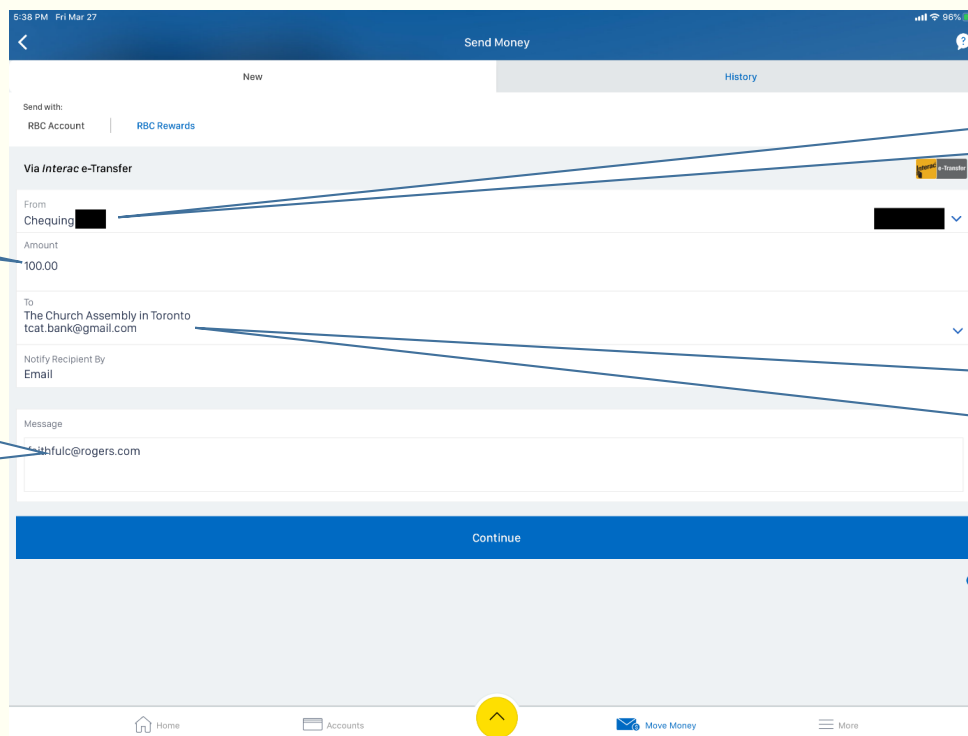 5:38 PM Fri Mar 27
96%
Send Money
?
New
History
Send with:
RBC Account
RBC Rewards
Via Interac e-Transfer
Interac e-Transfer
From
Chequing
Amount
100.00
To
The Church Assembly in Toronto
tcat.bank@gmail.com
Notify Recipient By
Email
Message
faithfulc@rogers.com
Continue
Home
Accounts
Move Money
More